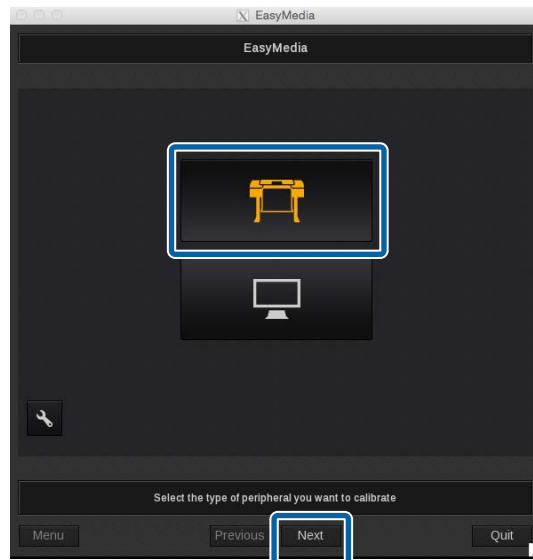 EasyMedia
EasyMedia
Select the type of peripheral you want to calibrate
Menu Previous Next Quit